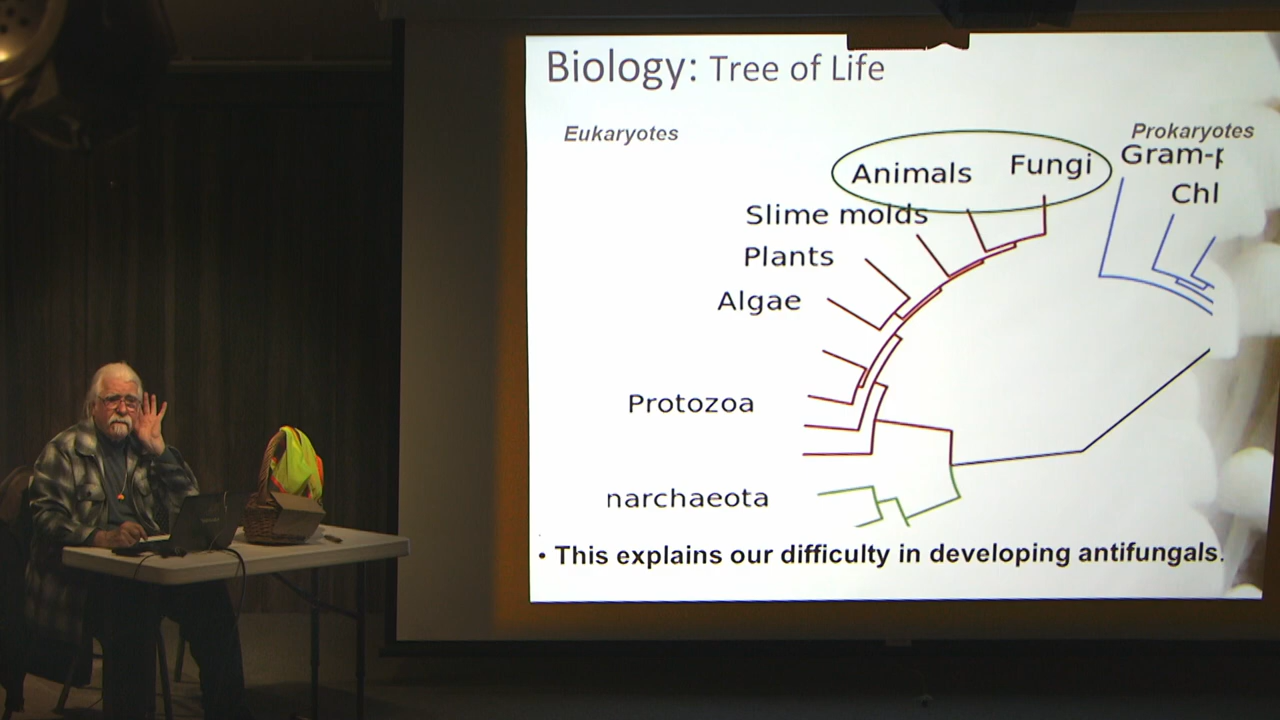 Biology: Tree of Life
Eukaryotes
Prokaryotes
Animals
Fungi
Gram-p
Chl
Slime molds
Plants
Algae
Protozoa
narchaeota
• This explains our difficulty in developing antifungals.